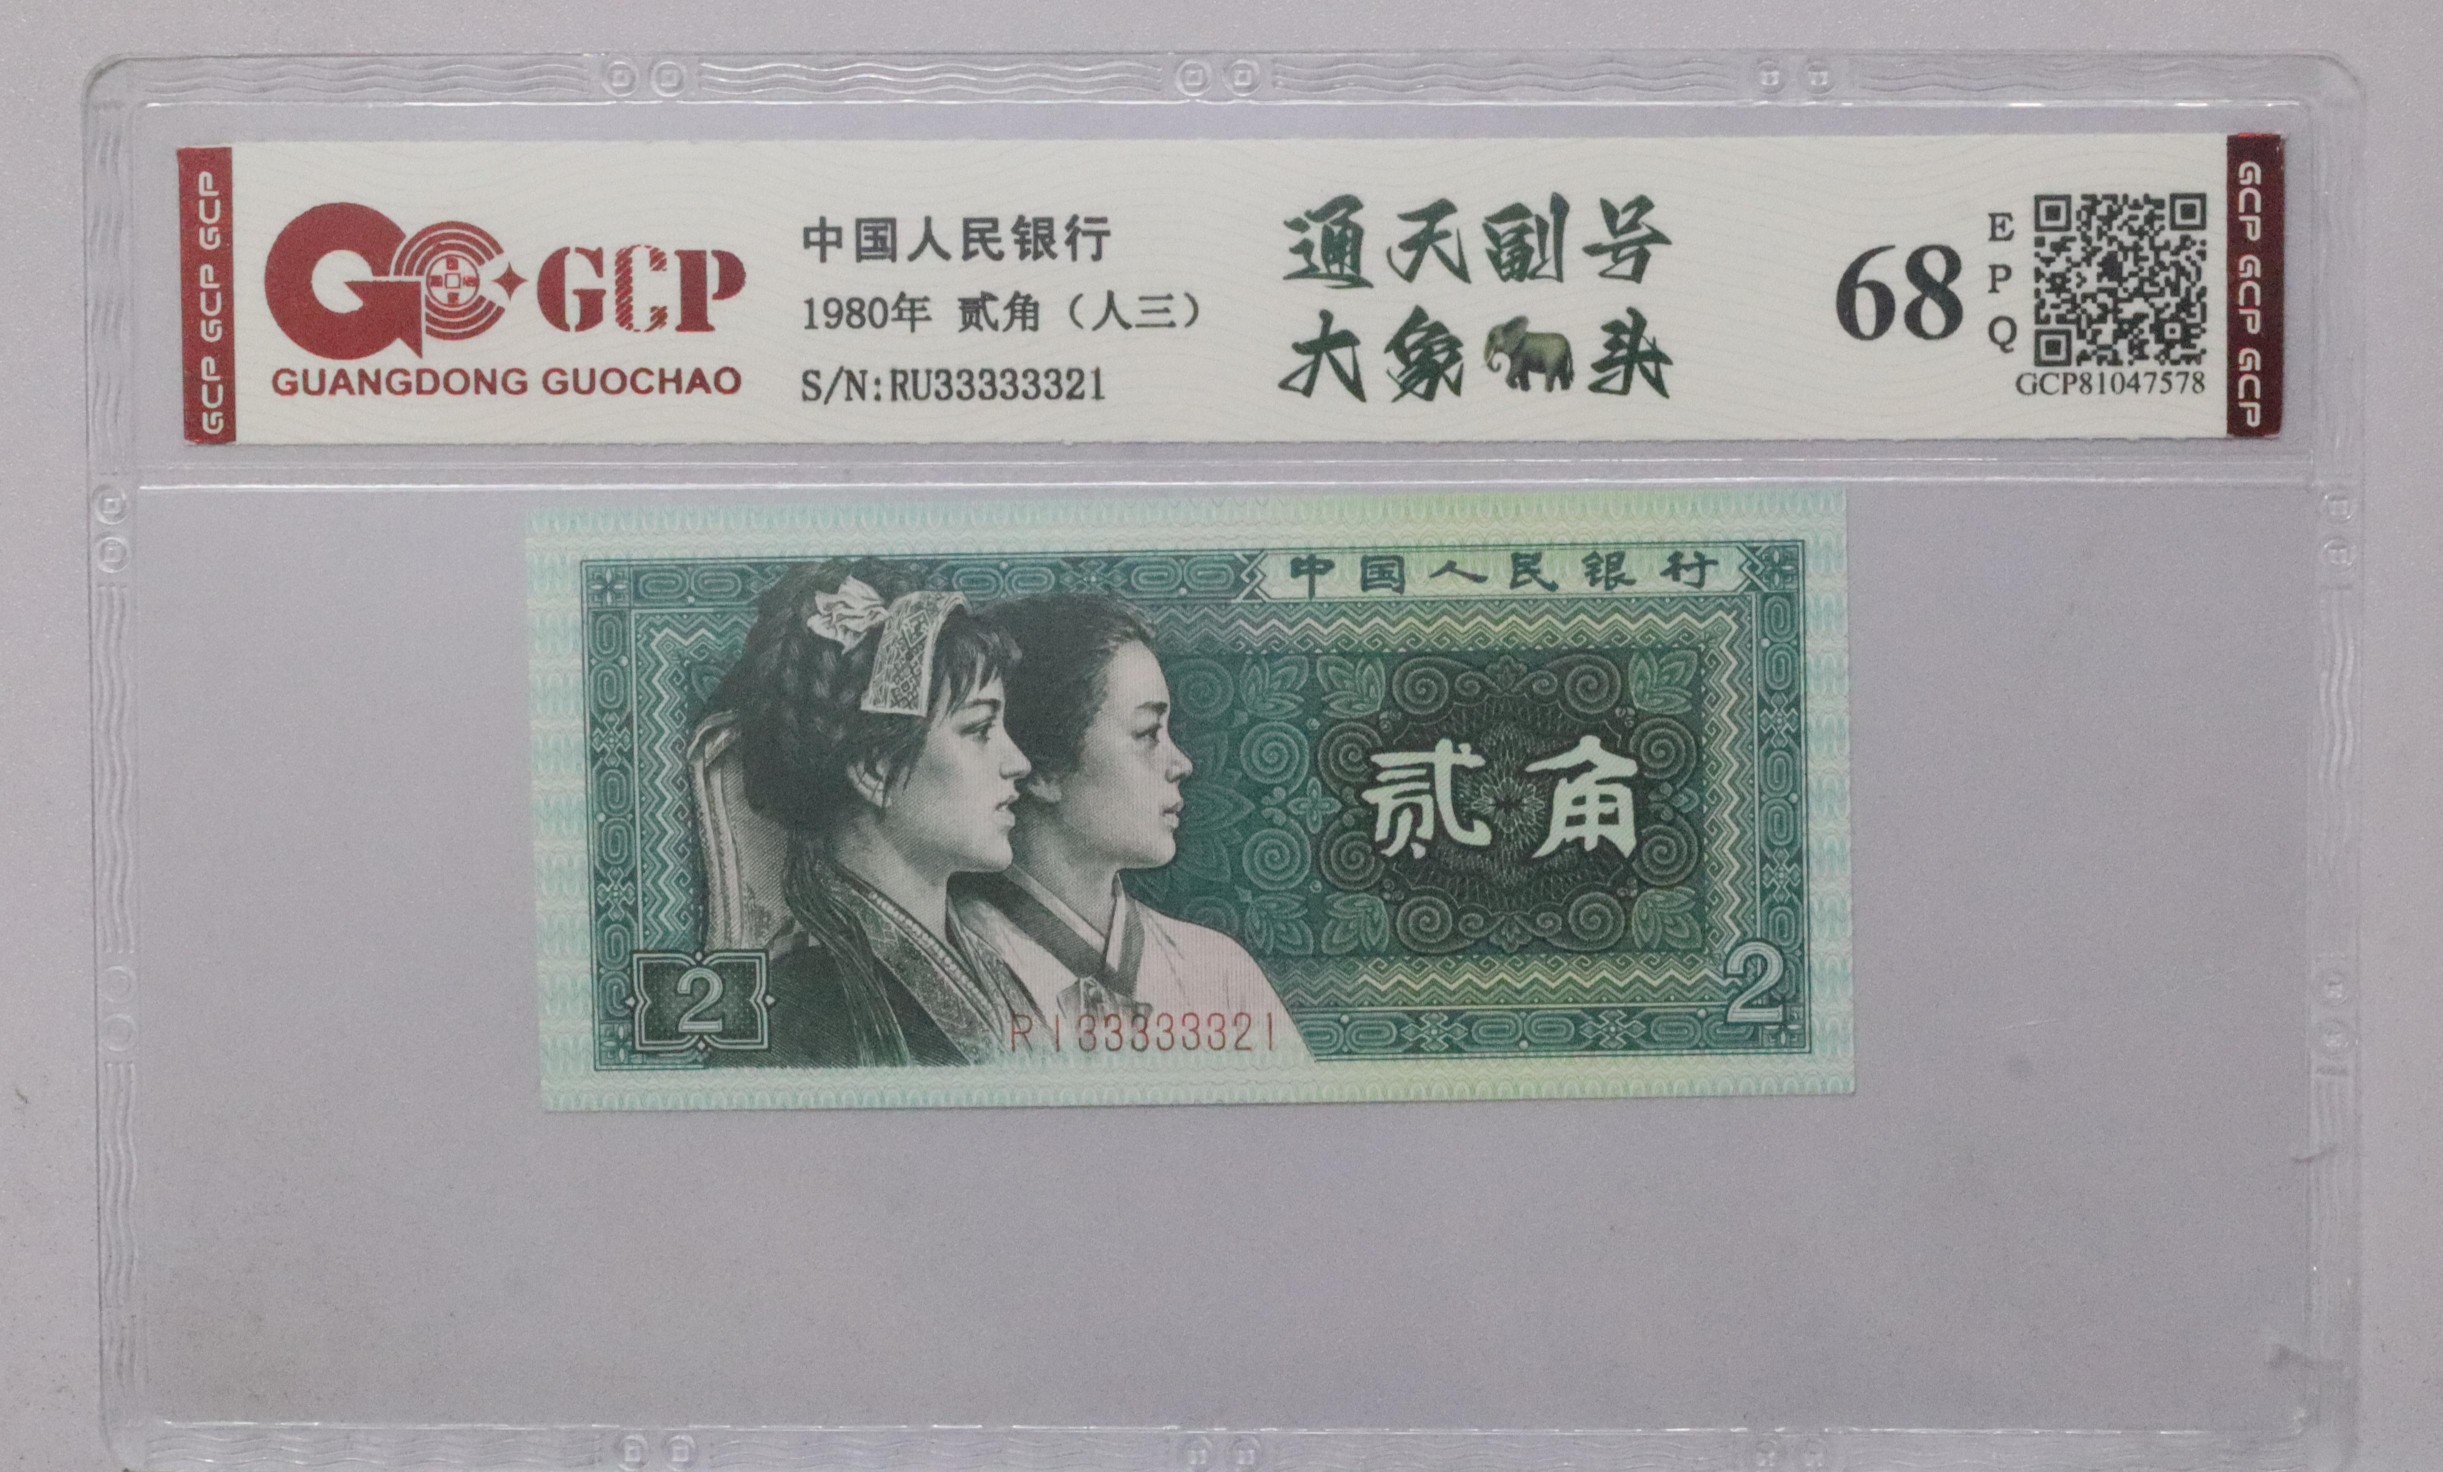 GCP GCP GCP
GCP
GUANGDONG GUOCHAO
中国人民银行
1980年 贰角（人三）
S/N:RU33333321
通天副号
大象头
68
EPQ
GCP81047578
GCP GCP GCP
中国人民银行
贰角
2
2
RI33333321